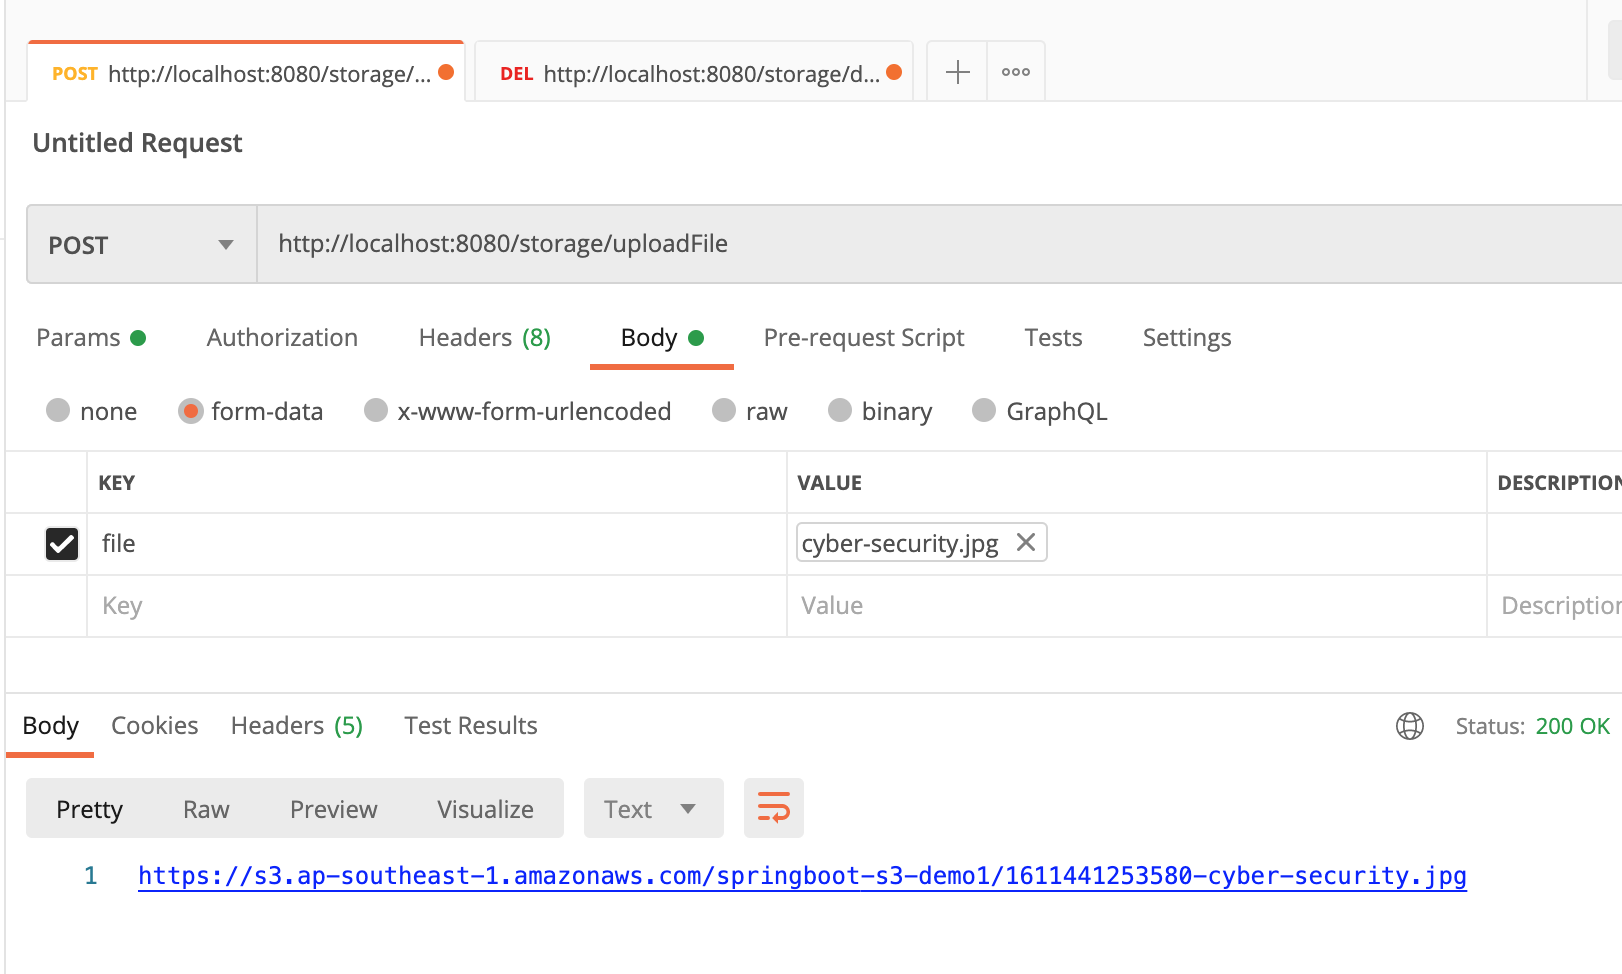 POST http://localhost:8080/storage/... DEL http://localhost:8080/storage/d...
Untitled Request
POST http://localhost:8080/storage/uploadFile
Params Authorization Headers (8) Body Pre-request Script Tests Settings
none form-data x-www-form-urlencoded raw binary GraphQL
KEY VALUE DESCRIPTION
file cyber-security.jpg
Key Value Description
Body Cookies Headers (5) Test Results Status: 200 OK
Pretty Raw Preview Visualize Text
1 https://s3.ap-southeast-1.amazonaws.com/springboot-s3-demo1/1611441253580-cyber-security.jpg